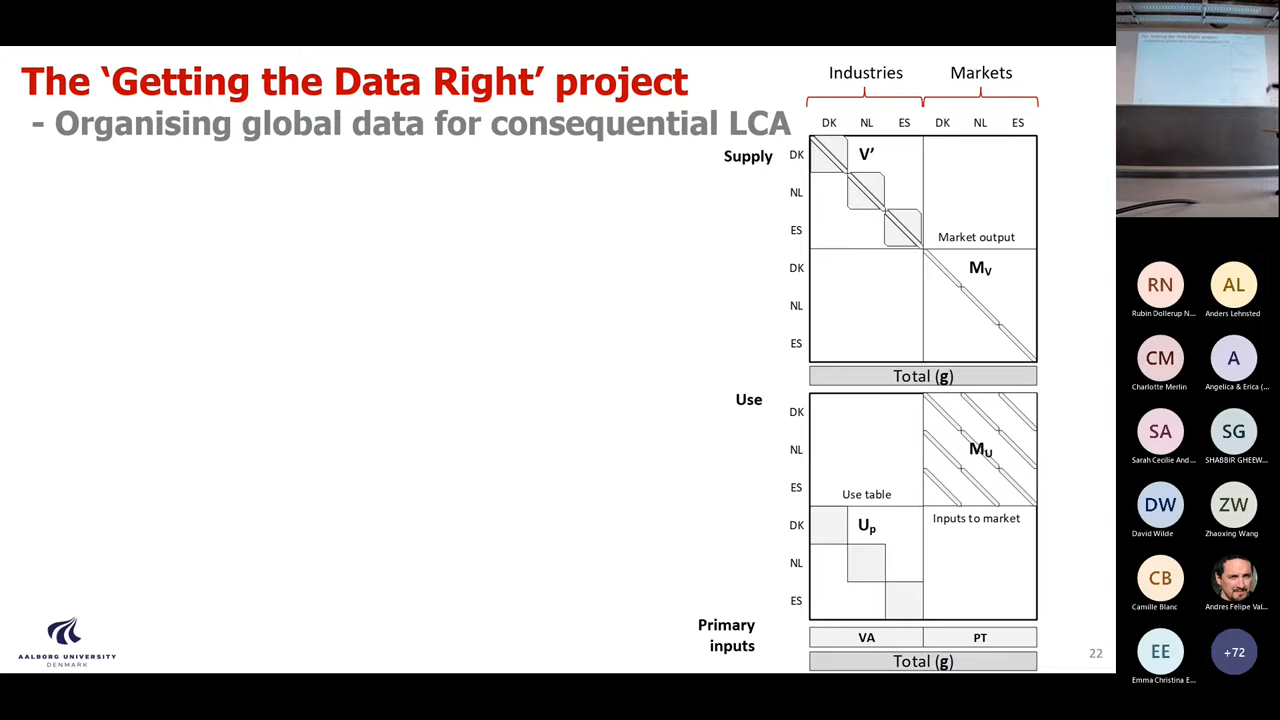 The ‘Getting the Data Right’ project
- Organising global data for consequential LCA
Industries Markets
DK NL ES DK NL ES
Supply
DK V’
NL
ES
Market output
DK Mv
NL
ES
Total (g)
Use
DK
NL MU
ES
Use table
Inputs to market
DK Up
NL
ES
Primary
inputs
VA PT
Total (g)
22
AALBORG UNIVERSITY
DENMARK
RN AL
Rubin Dollerup N... Anders Lehnsted
CM A
Charlotte Merlin Angelica & Erica (...
SA SG
Sarah Cecilie And... SHABBIR GHEEW...
DW ZW
David Wilde Zhaoxing Wang
CB
Camille Blanc Andres Felipe Val...
EE +72
Emma Christina E...